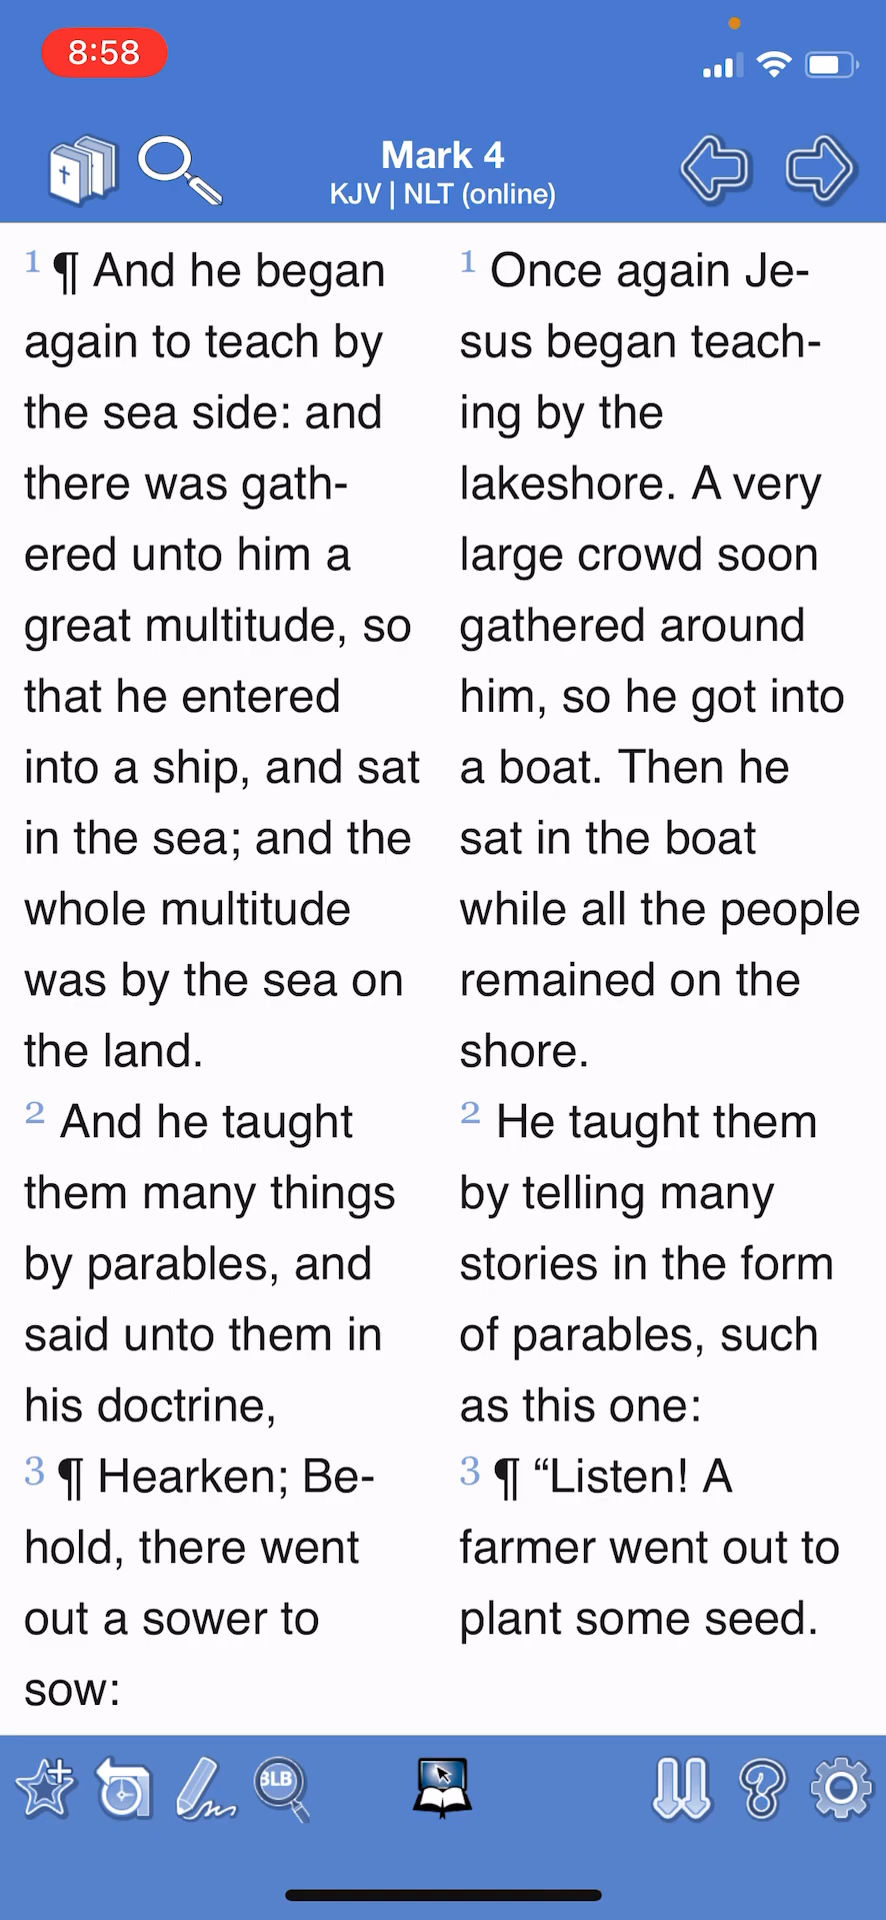 8:58
Mark 4
KJV | NLT (online)
1 ¶ And he began
again to teach by
the sea side: and
there was gath-
ered unto him a
great multitude, so
that he entered
into a ship, and sat
in the sea; and the
whole multitude
was by the sea on
the land.
2 And he taught
them many things
by parables, and
said unto them in
his doctrine,
3 ¶ Hearken; Be-
hold, there went
out a sower to
sow:
1 Once again Je-
sus began teach-
ing by the
lakeshore. A very
large crowd soon
gathered around
him, so he got into
a boat. Then he
sat in the boat
while all the people
remained on the
shore.
2 He taught them
by telling many
stories in the form
of parables, such
as this one:
3 ¶ “Listen! A
farmer went out to
plant some seed.
BLB